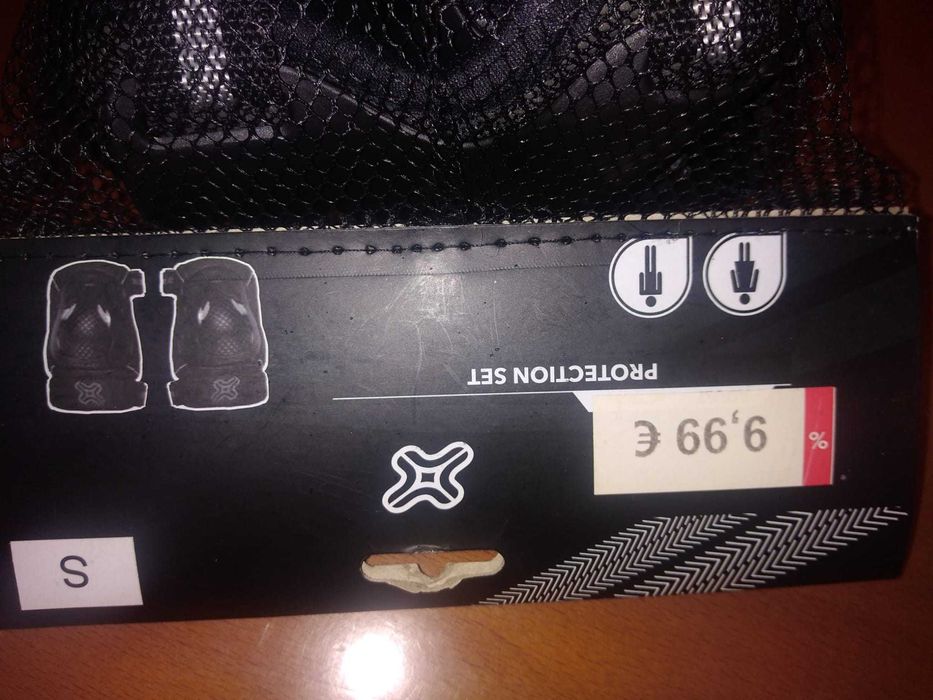 S
% 9,99 €
PROTECTION SET